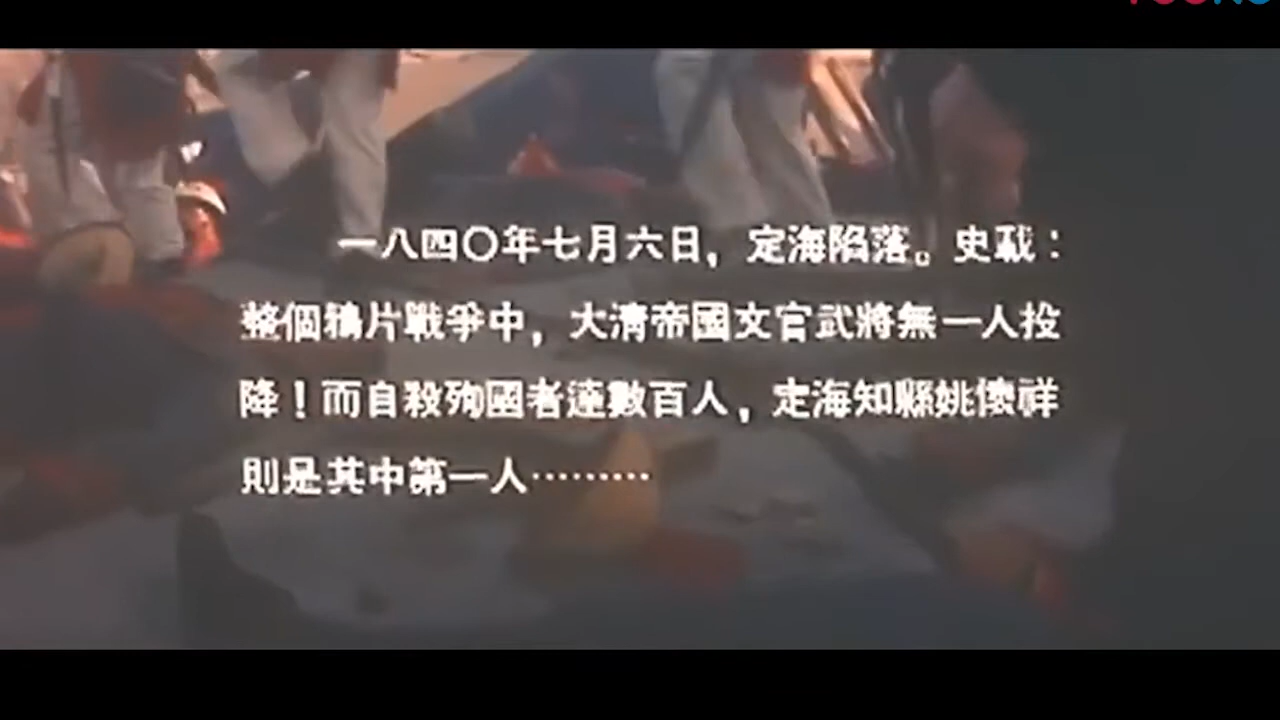 一八四〇年七月六日，定海陷落。史載：
整個鴉片戰爭中，大清帝國文官武將無一人投
降！而自殺殉國者達數百人，定海知縣姚懷祥
則是其中第一人………